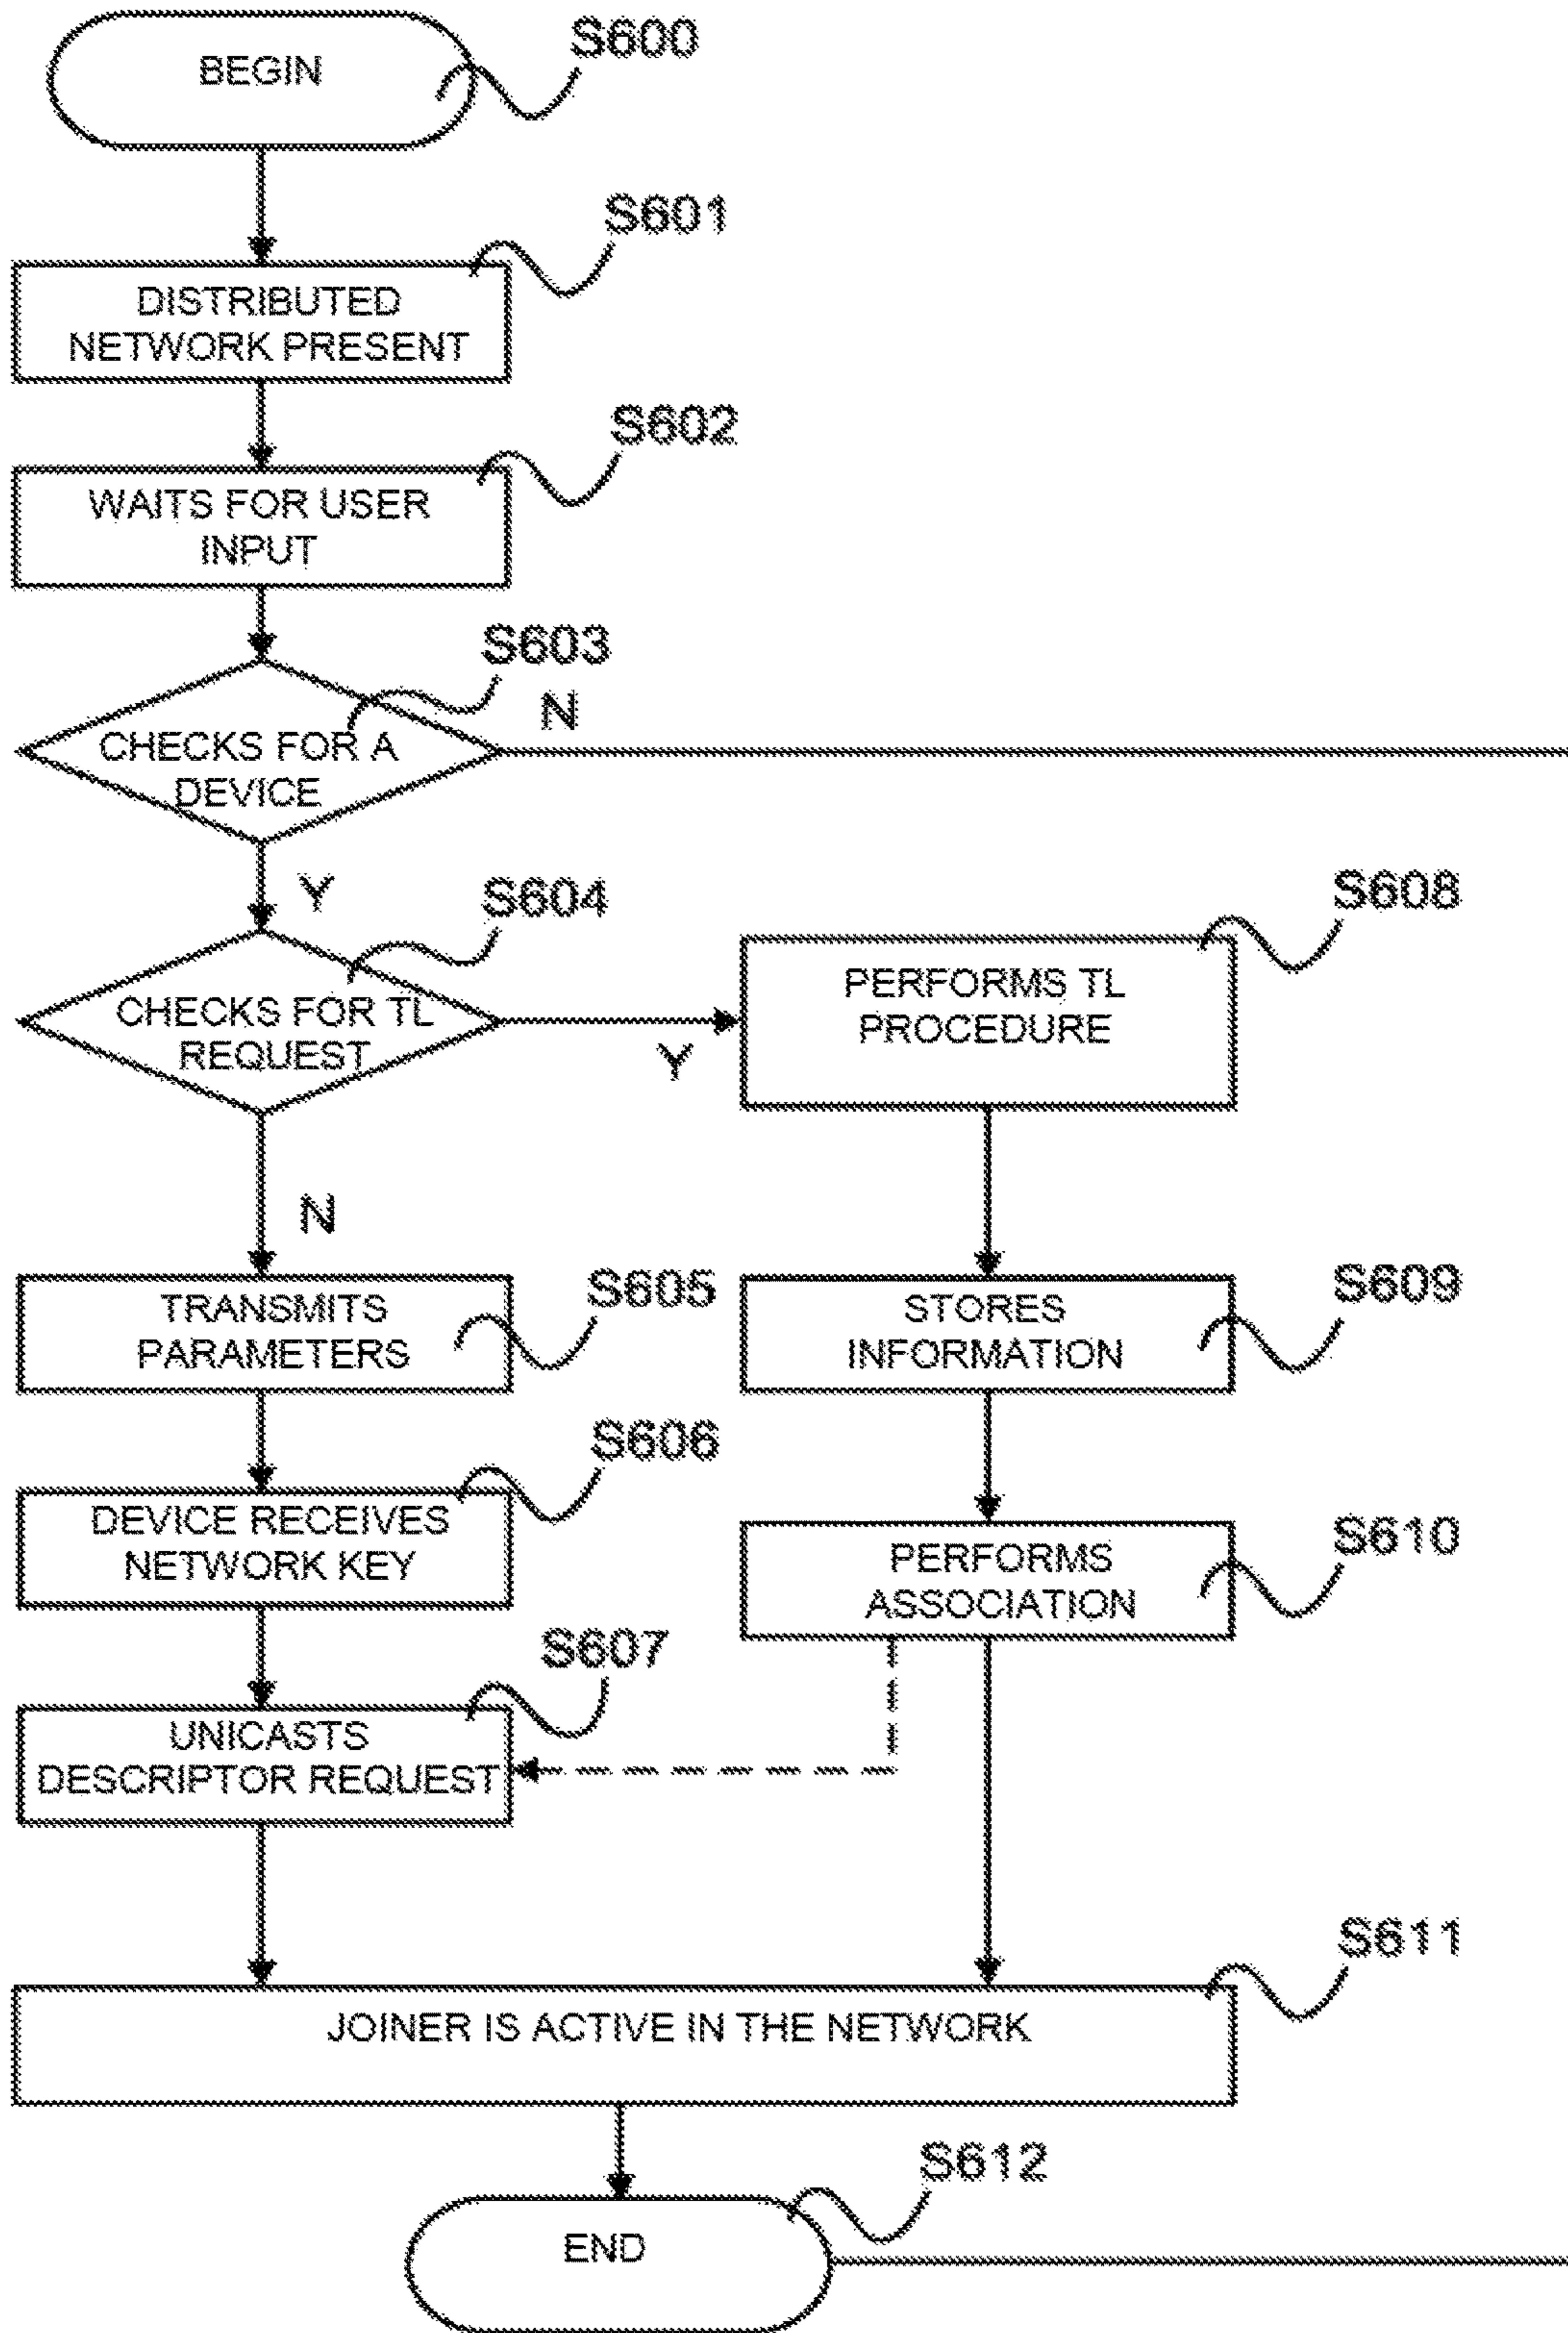 S600
BEGIN
S601
DISTRIBUTED
NETWORK PRESENT
S602
WAITS FOR USER
INPUT
S603
N
CHECKS FOR A
DEVICE
Y
S604
CHECKS FOR TL
REQUEST
Y
N
S608
PERFORMS TL
PROCEDURE
S605
TRANSMITS
PARAMETERS
S609
STORES
INFORMATION
S606
DEVICE RECEIVES
NETWORK KEY
S610
PERFORMS
ASSOCIATION
S607
UNICASTS
DESCRIPTOR REQUEST
S611
JOINER IS ACTIVE IN THE NETWORK
S612
END